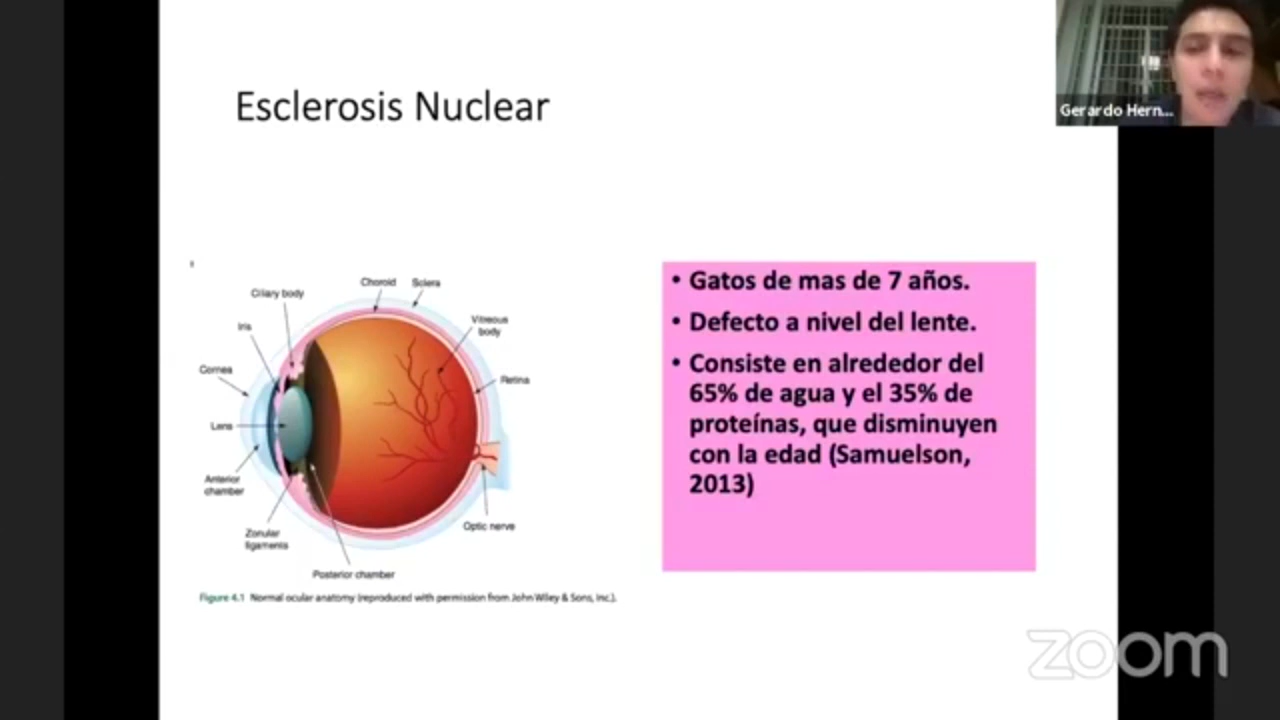 Esclerosis Nuclear
Gerardo Hern...
Choroid
Sclera
Ciliary body
Vitreous
body
Iris
Cornea
Retina
Lens
Anterior
chamber
Optic nerve
Zonular
ligaments
Posterior chamber
Figure 4.1 Normal ocular anatomy (reproduced with permission from John Wiley & Sons, Inc.).
• Gatos de mas de 7 años.
• Defecto a nivel del lente.
• Consiste en alrededor del
65% de agua y el 35% de
proteínas, que disminuyen
con la edad (Samuelson,
2013)
zoom